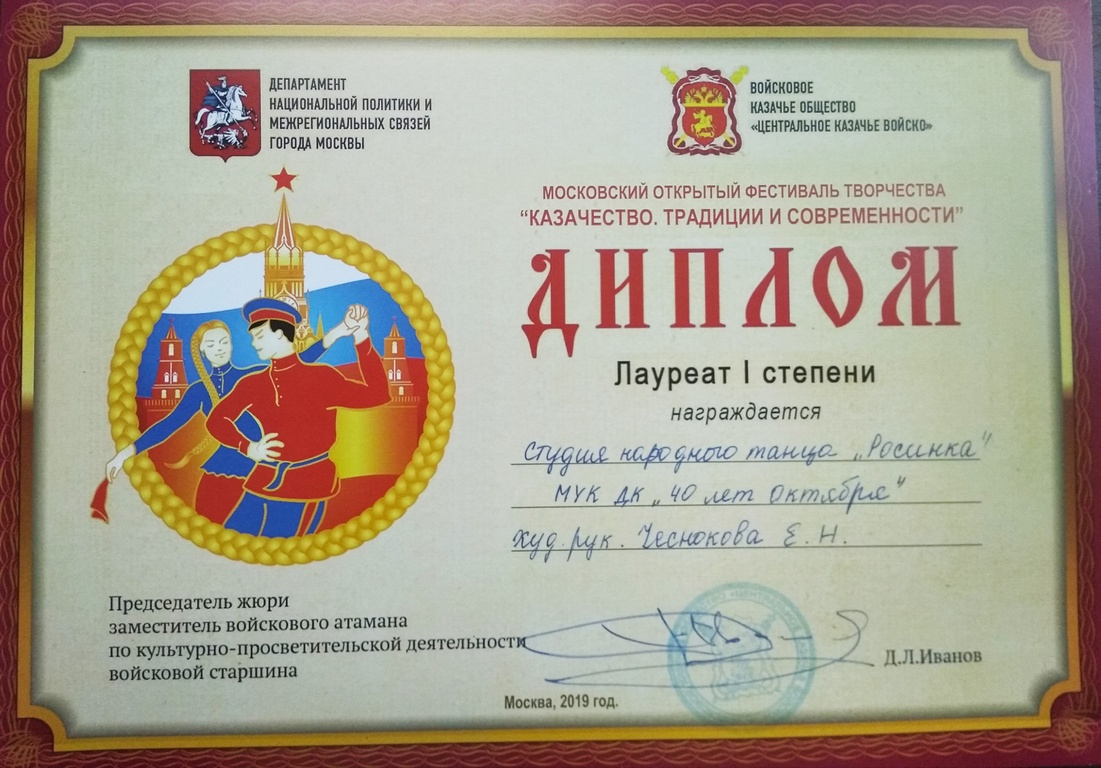 ДЕПАРТАМЕНТ
НАЦИОНАЛЬНОЙ ПОЛИТИКИ И
МЕЖРЕГИОНАЛЬНЫХ СВЯЗЕЙ
ГОРОДА МОСКВЫ
ВОЙСКОВОЕ
КАЗАЧЬЕ ОБЩЕСТВО
«ЦЕНТРАЛЬНОЕ КАЗАЧЬЕ ВОЙСКО»
МОСКОВСКИЙ ОТКРЫТЫЙ ФЕСТИВАЛЬ ТВОРЧЕСТВА
“КАЗАЧЕСТВО. ТРАДИЦИИ И СОВРЕМЕННОСТИ”
ДИПЛОМ
Лауреат I степени
награждается
Студия народного танца „Росинка"
МУК ДК „40 лет Октября"
худ. рук. Чеснокова Е. Н.
Председатель жюри
заместитель войскового атамана
по культурно-просветительской деятельности
войсковой старшина
Д.Л.Иванов
Москва, 2019 год.